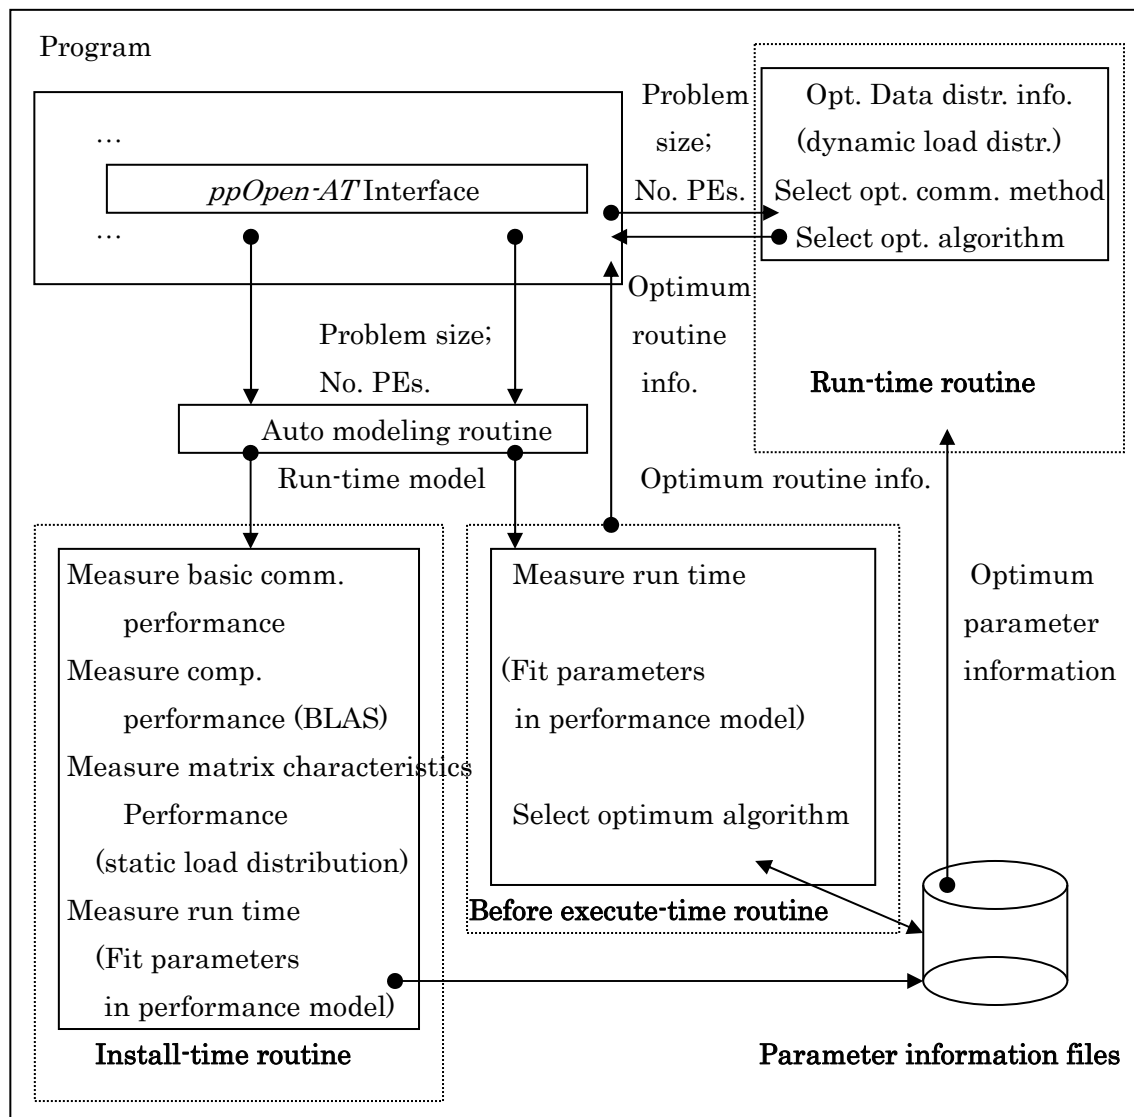 Program
…
ppOpen-AT Interface
…
Problem
size;
No. PEs.
Opt. Data distr. info.
(dynamic load distr.)
Select opt. comm. method
Select opt. algorithm
Run-time routine
Optimum
routine
info.
Problem size;
No. PEs.
Auto modeling routine
Run-time model
Optimum routine info.
Measure basic comm.
performance
Measure comp.
performance (BLAS)
Measure matrix characteristics
Performance
(static load distribution)
Measure run time
(Fit parameters
in performance model)
Install-time routine
Measure run time
(Fit parameters
in performance model)
Select optimum algorithm
Before execute-time routine
Optimum
parameter
information
Parameter information files